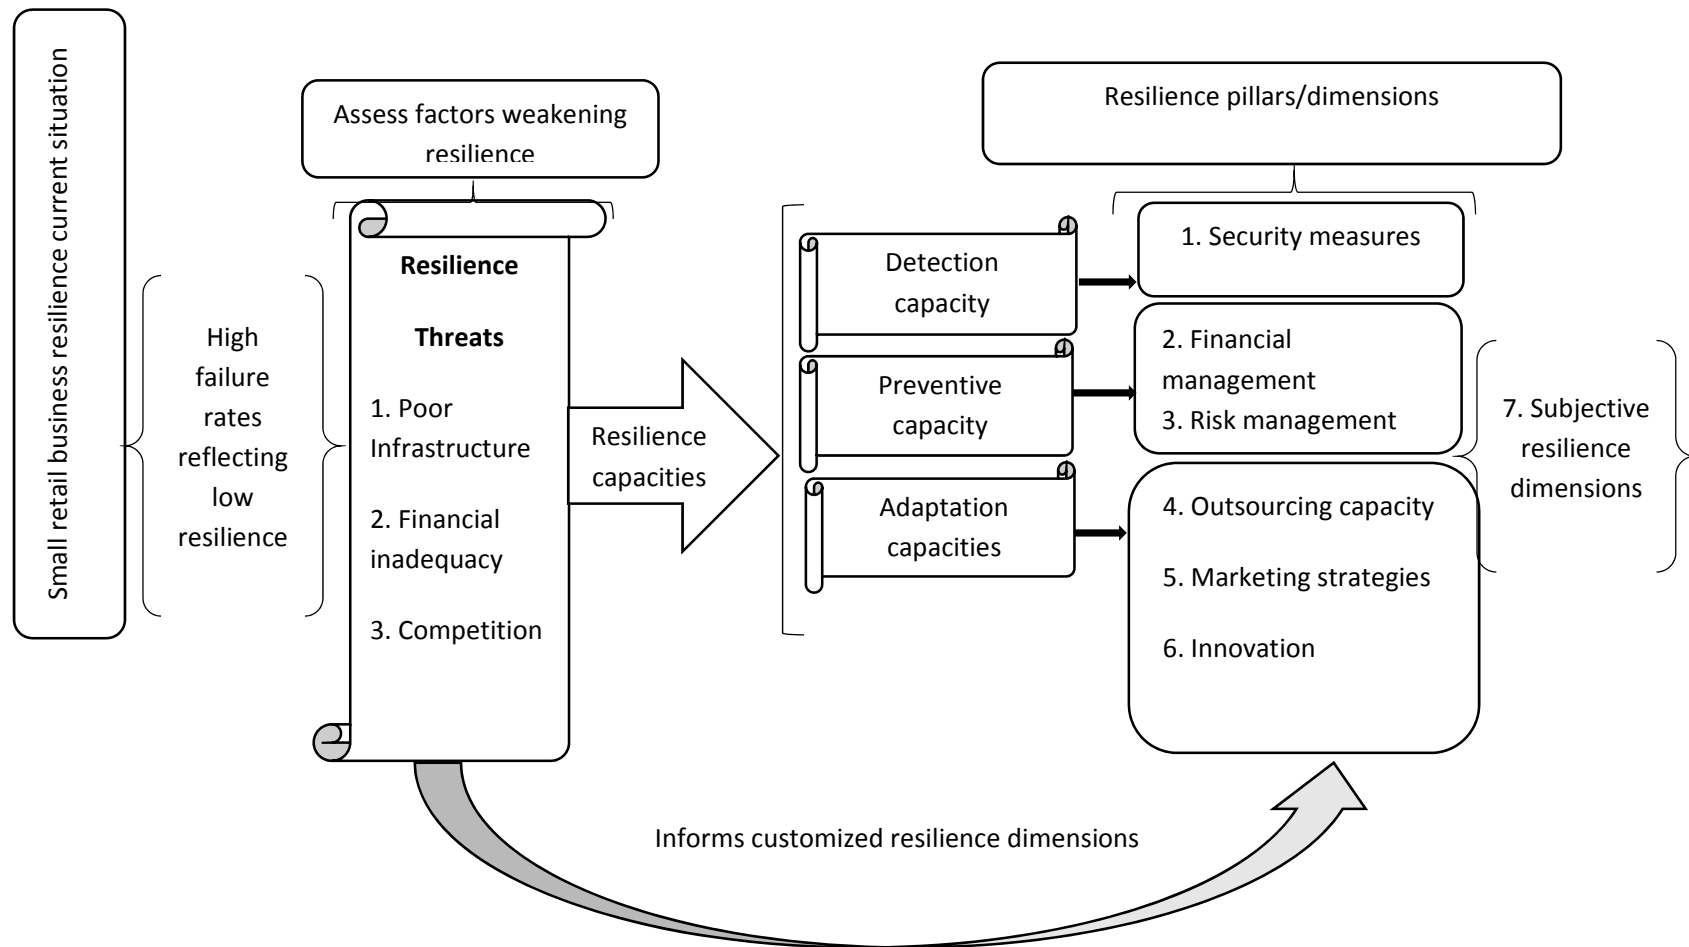 Small retail business resilience current situation
High
failure
rates
reflecting
low
resilience
Assess factors weakening
resilience
Resilience
Threats
1. Poor
Infrastructure
2. Financial
inadequacy
3. Competition
Resilience
capacities
Detection
capacity
Preventive
capacity
Adaptation
capacities
Resilience pillars/dimensions
1. Security measures
2. Financial
management
3. Risk management
4. Outsourcing capacity
5. Marketing strategies
6. Innovation
7. Subjective
resilience
dimensions
Informs customized resilience dimensions